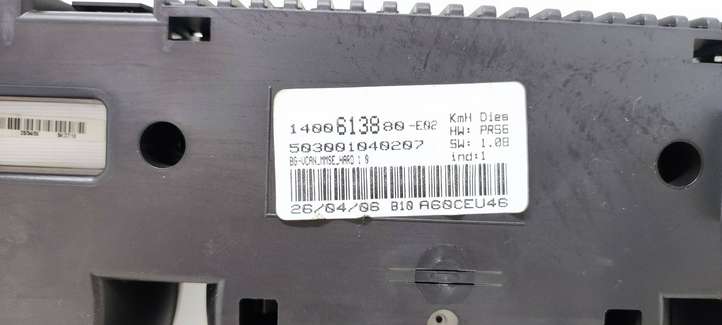 1400613880-E02
503001040207
BG-VCAN_MMSE_HARD 1 9
26/04/06 B10 A60CEU46
KmH Dies
HW: PRS6
SW: 1.08
ind:1